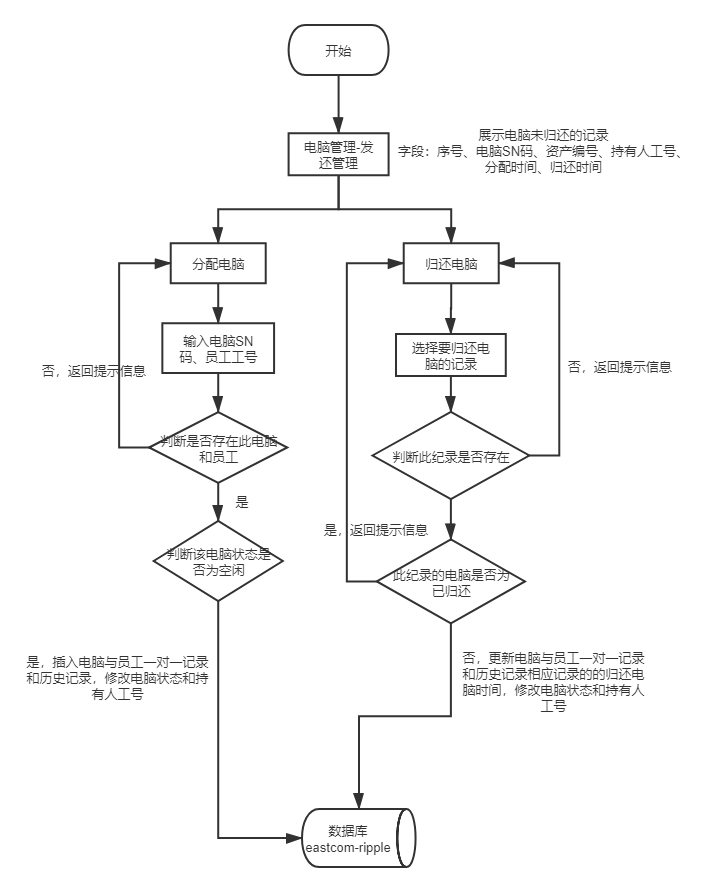 开始
电脑管理-发
还管理
展示电脑未归还的记录
字段：序号、电脑SN码、资产编号、持有人工号、
分配时间、归还时间
分配电脑
归还电脑
输入电脑SN
码、员工工号
选择要归还电
脑的记录
否，返回提示信息
否，返回提示信息
判断是否存在此电脑
和员工
判断此纪录是否存在
是
是，返回提示信息
判断该电脑状态是
否为空闲
此纪录的电脑是否为
已归还
是，插入电脑与员工一对一记录
和历史记录，修改电脑状态和持
有人工号
否，更新电脑与员工一对一记录
和历史记录相应记录的的归还电
脑时间，修改电脑状态和持有人
工号
数据库
eastcom-ripple